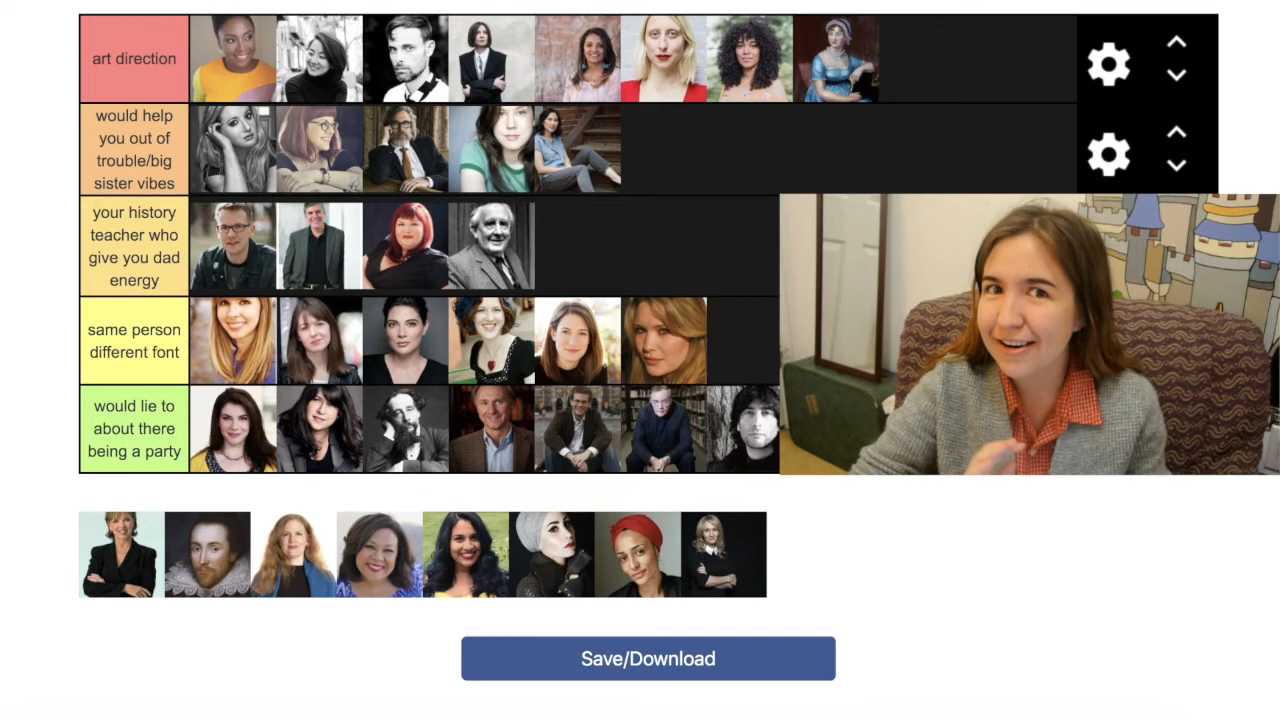 art direction
would help
you out of
trouble/big
sister vibes
your history
teacher who
give you dad
energy
same person
different font
would lie to
about there
being a party
Save/Download